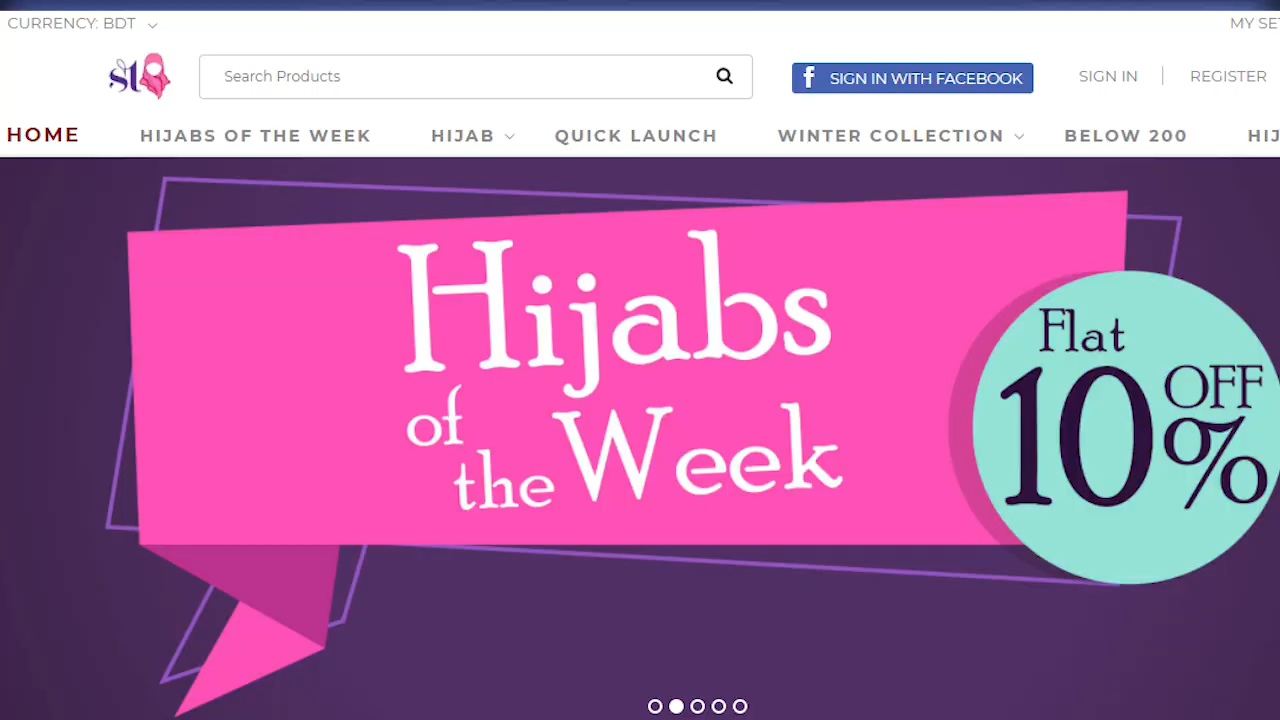 CURRENCY: BDT
MY SE
st
Search Products
f SIGN IN WITH FACEBOOK
SIGN IN
REGISTER
HOME
HIJABS OF THE WEEK
HIJAB
QUICK LAUNCH
WINTER COLLECTION
BELOW 200
HIJ
Hijabs
of
the Week
Flat
10% OFF